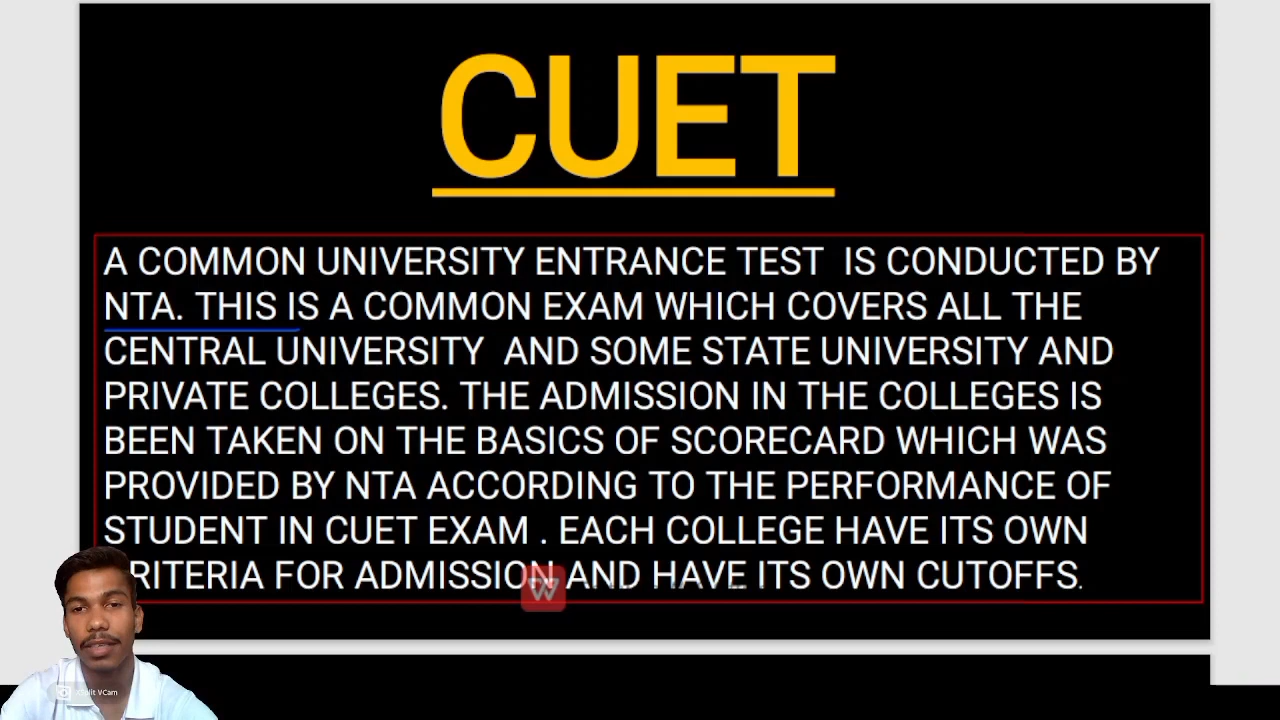 CUET
A COMMON UNIVERSITY ENTRANCE TEST IS CONDUCTED BY
NTA. THIS IS A COMMON EXAM WHICH COVERS ALL THE
CENTRAL UNIVERSITY AND SOME STATE UNIVERSITY AND
PRIVATE COLLEGES. THE ADMISSION IN THE COLLEGES IS
BEEN TAKEN ON THE BASICS OF SCORECARD WHICH WAS
PROVIDED BY NTA ACCORDING TO THE PERFORMANCE OF
STUDENT IN CUET EXAM . EACH COLLEGE HAVE ITS OWN
RITERIA FOR ADMISSION AND HAVE ITS OWN CUTOFFS.
XSplit VCam